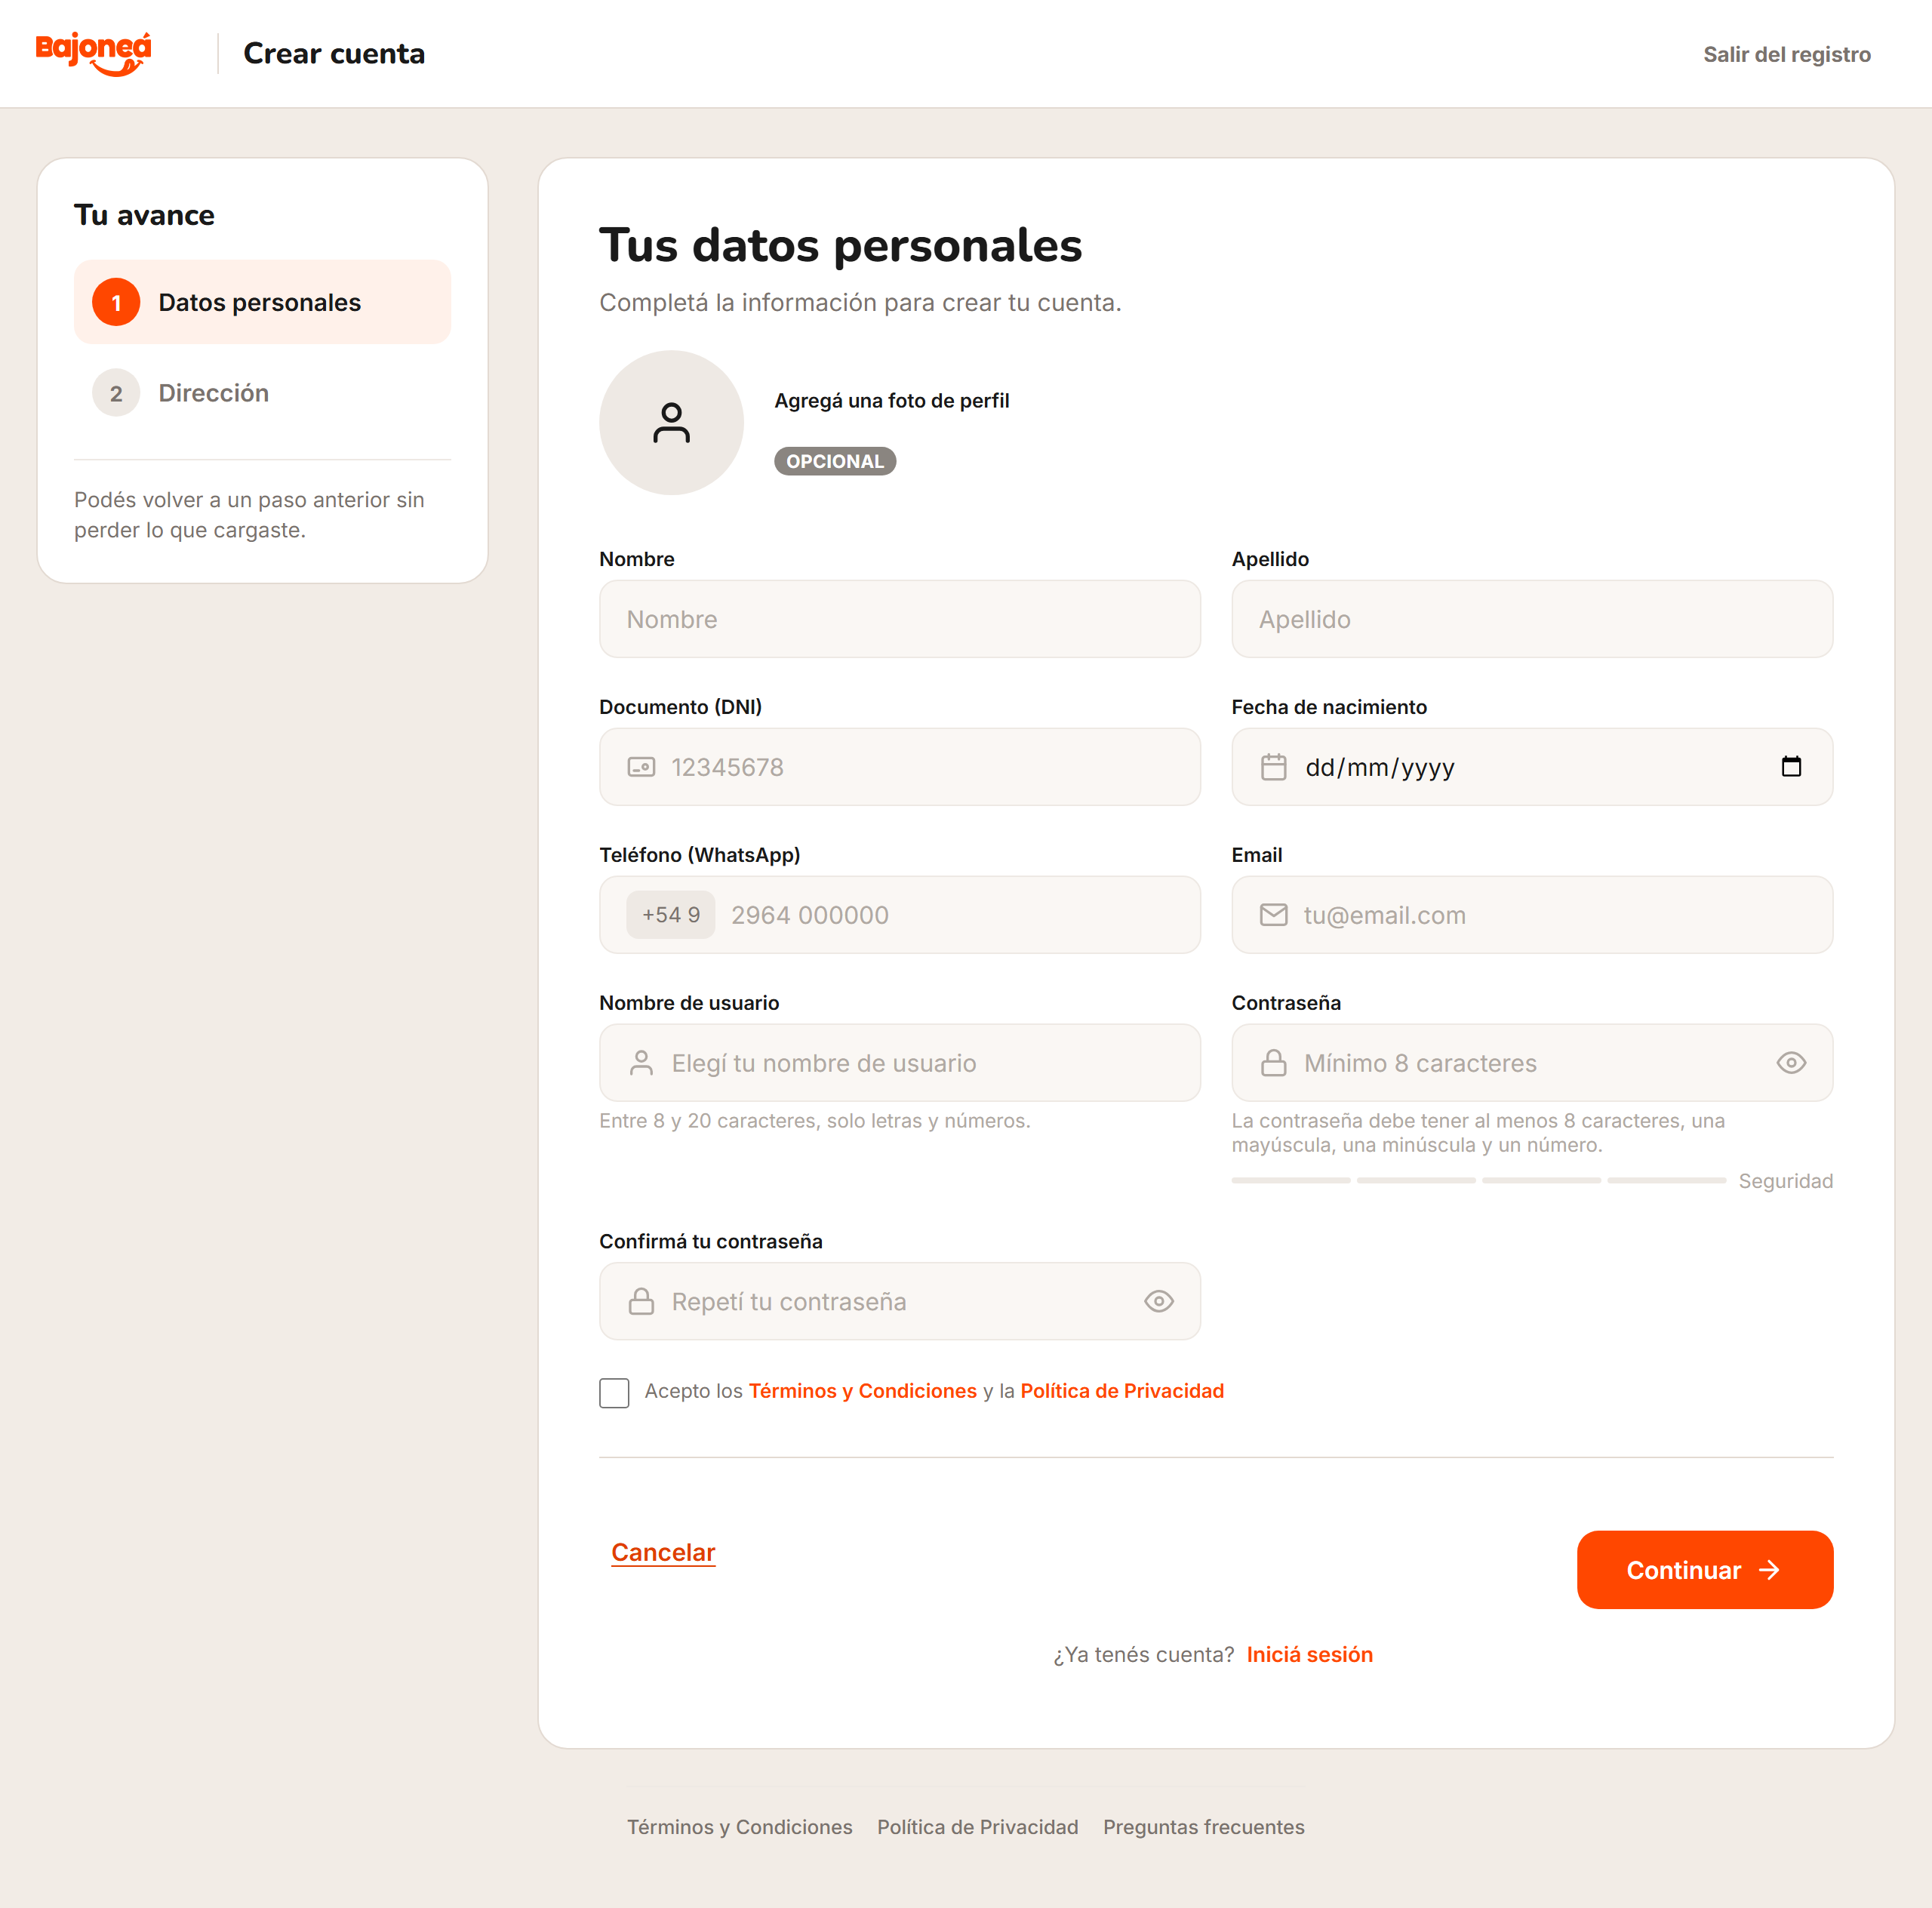 Bajoneá
Crear cuenta
Salir del registro
Tu avance
1 Datos personales
2 Dirección
Podés volver a un paso anterior sin
perder lo que cargaste.
Tus datos personales
Completá la información para crear tu cuenta.
Agregá una foto de perfil
OPCIONAL
Nombre
Nombre
Apellido
Apellido
Documento (DNI)
12345678
Fecha de nacimiento
dd/mm/yyyy
Teléfono (WhatsApp)
+54 9 2964 000000
Email
tu@email.com
Nombre de usuario
Elegí tu nombre de usuario
Entre 8 y 20 caracteres, solo letras y números.
Contraseña
Mínimo 8 caracteres
La contraseña debe tener al menos 8 caracteres, una
mayúscula, una minúscula y un número.
Seguridad
Confirmá tu contraseña
Repetí tu contraseña
Acepto los Términos y Condiciones y la Política de Privacidad
Cancelar
Continuar
¿Ya tenés cuenta? Iniciá sesión
Términos y Condiciones Política de Privacidad Preguntas frecuentes